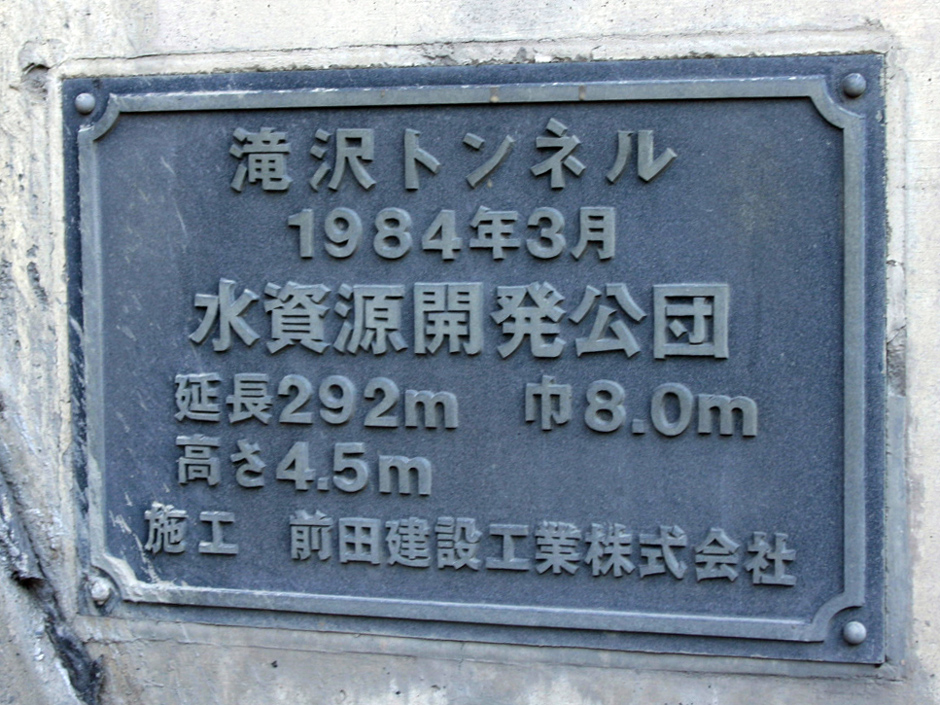 滝沢トンネル
1984年3月
水資源開発公団
延長292m 巾8.0m
高さ4.5m
施工 前田建設工業株式会社